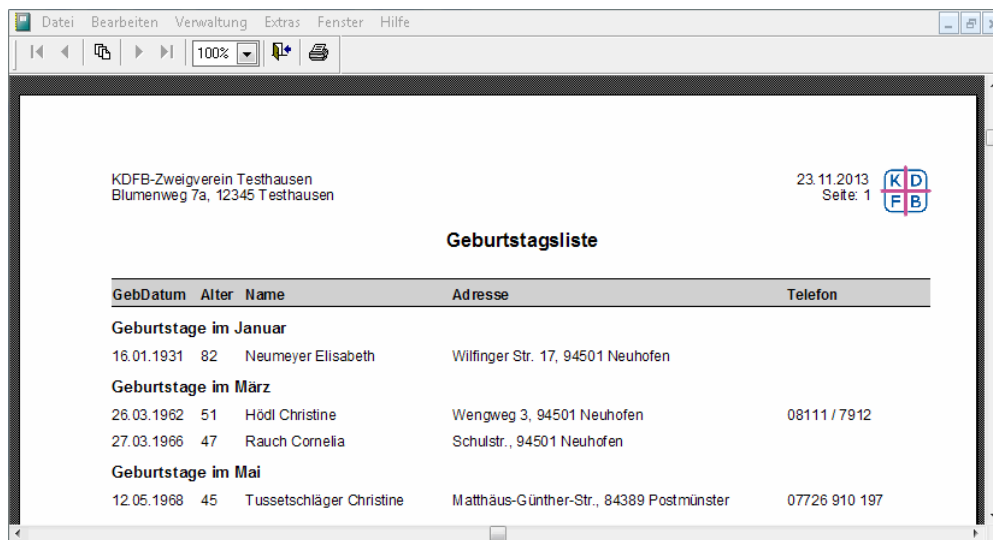 Datei Bearbeiten Verwaltung Extras Fenster Hilfe
100%
KDFB-Zweigverein Testhausen
Blumenweg 7a, 12345 Testhausen
23.11.2013
Seite: 1
K D
F B
Geburtstagsliste
GebDatum Alter Name Adresse Telefon
Geburtstage im Januar
16.01.1931 82 Neumeyer Elisabeth Wilfinger Str. 17, 94501 Neuhofen
Geburtstage im März
26.03.1962 51 Hödl Christine Wengweg 3, 94501 Neuhofen 08111 / 7912
27.03.1966 47 Rauch Cornelia Schulstr., 94501 Neuhofen
Geburtstage im Mai
12.05.1968 45 Tussetschläger Christine Matthäus-Günther-Str., 84389 Postmünster 07726 910 197